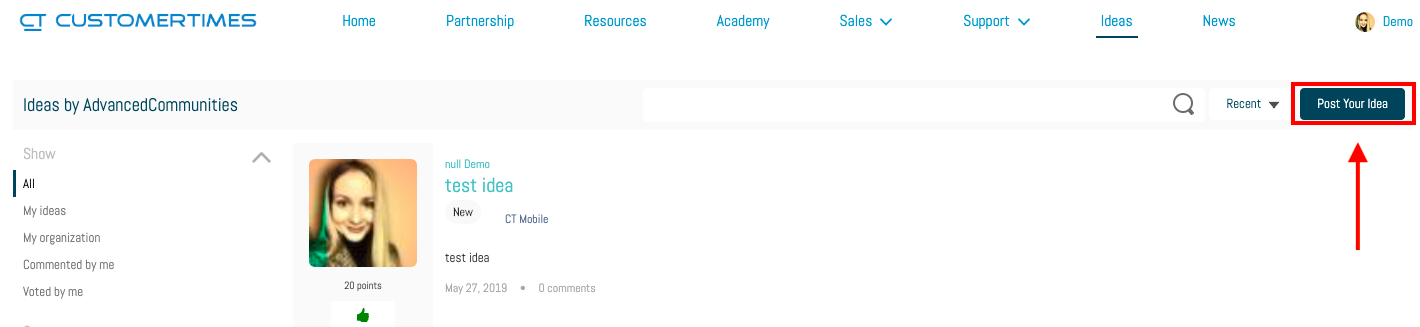 CT CUSTOMERTIMES Home Partnership Resources Academy Sales Support Ideas News Demo
Ideas by AdvancedCommunities Recent Post Your Idea
Show
All
My ideas
My organization
Commented by me
Voted by me
null Demo
test idea
New CT Mobile
test idea
20 points
May 27, 2019 • 0 comments